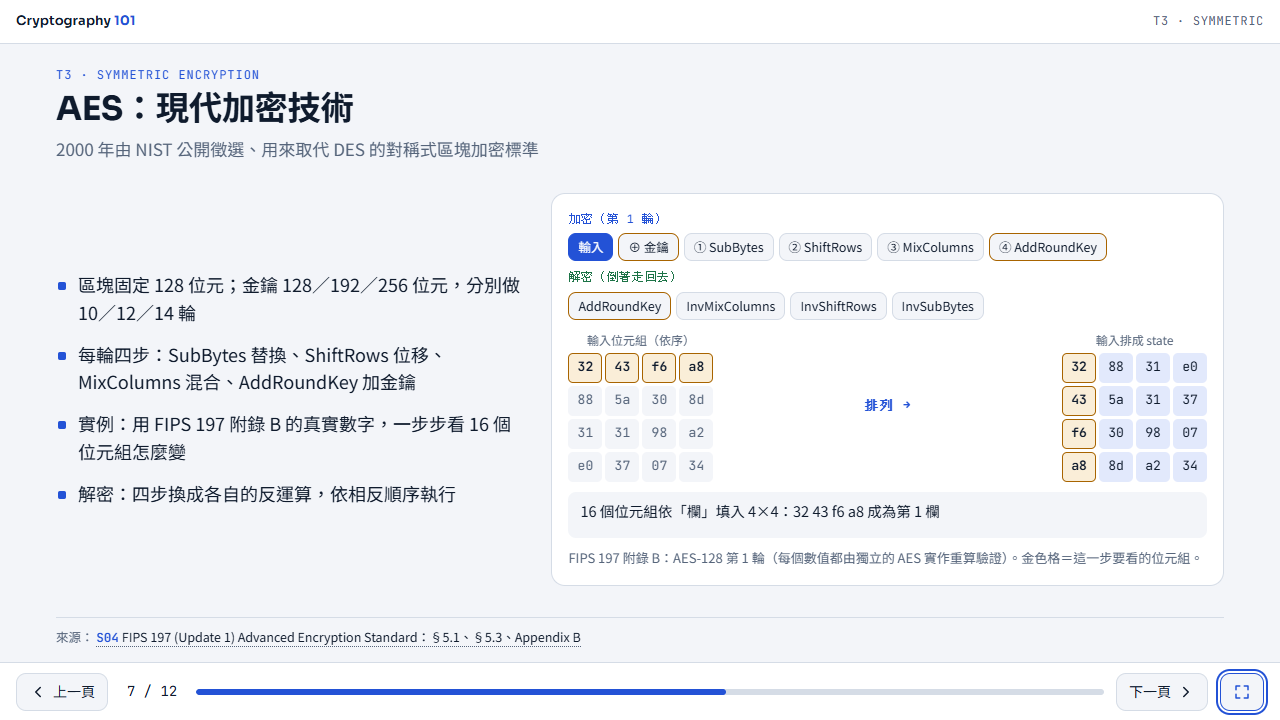 Cryptography 101
T3 · SYMMETRIC
T3 · SYMMETRIC ENCRYPTION
AES：現代加密技術
2000 年由 NIST 公開徵選、用來取代 DES 的對稱式區塊加密標準
區塊固定 128 位元；金鑰 128／192／256 位元，分別做
10／12／14 輪
每輪四步：SubBytes 替換、ShiftRows 位移、
MixColumns 混合、AddRoundKey 加金鑰
實例：用 FIPS 197 附錄 B 的真實數字，一步步看 16 個
位元組怎麼變
解密：四步換成各自的反運算，依相反順序執行
加密（第 1 輪）
輸入 ⊕ 金鑰 ① SubBytes ② ShiftRows ③ MixColumns ④ AddRoundKey
解密（倒著走回去）
AddRoundKey InvMixColumns InvShiftRows InvSubBytes
輸入位元組（依序）
32 43 f6 a8
88 5a 30 8d
31 31 98 a2
e0 37 07 34
排列 →
輸入排成 state
32 88 31 e0
43 5a 31 37
f6 30 98 07
a8 8d a2 34
16 個位元組依「欄」填入 4×4：32 43 f6 a8 成為第 1 欄
FIPS 197 附錄 B：AES-128 第 1 輪（每個數值都由獨立的 AES 實作重算驗證）。金色格＝這一步要看的位元組。
來源： S04 FIPS 197 (Update 1) Advanced Encryption Standard：§5.1、§5.3、Appendix B
上一頁
7 / 12
下一頁